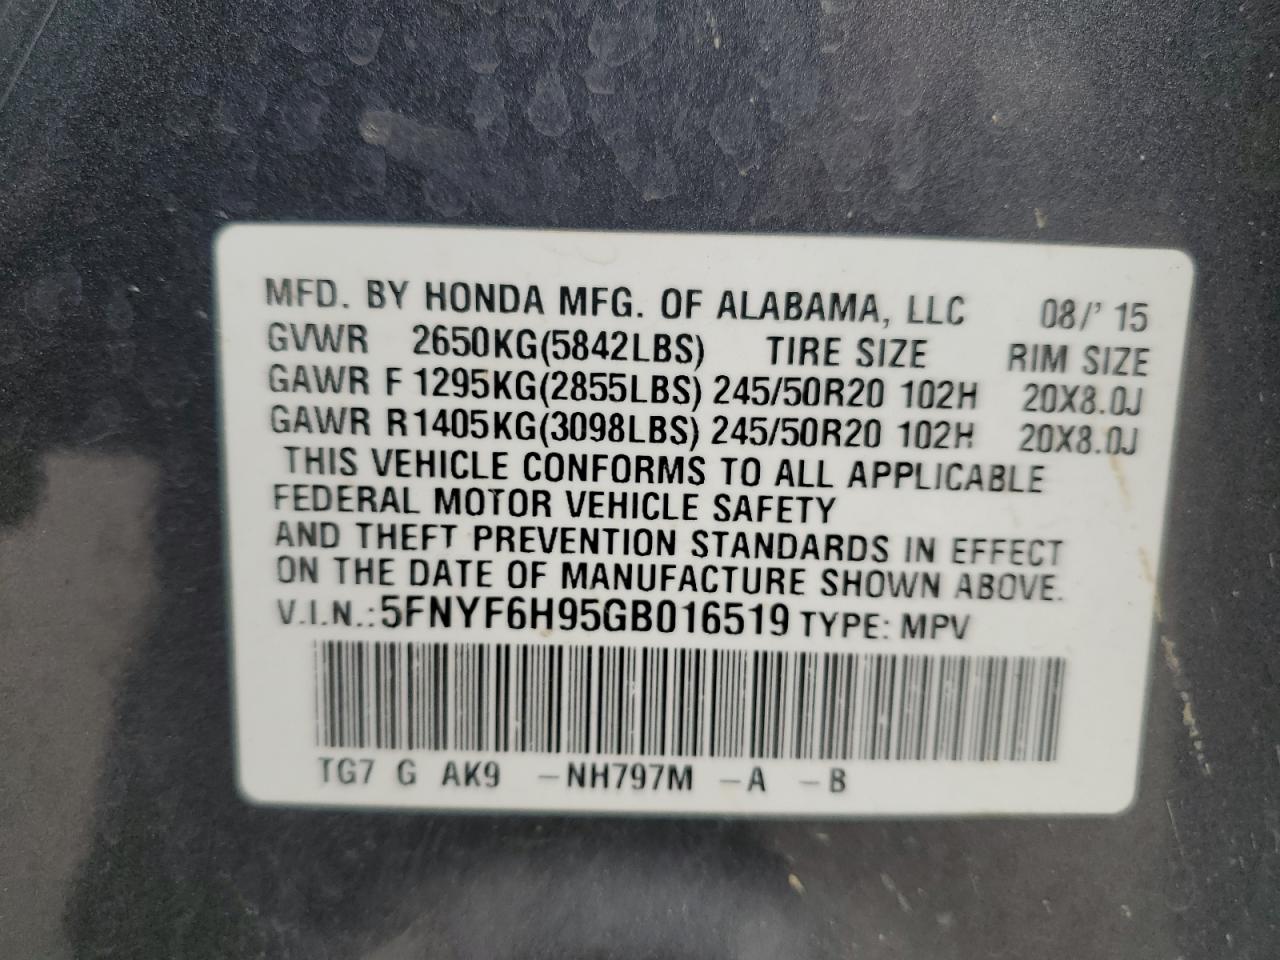 MFD. BY HONDA MFG. OF ALABAMA, LLC 08/' 15
GVWR 2650KG(5842LBS) TIRE SIZE RIM SIZE
GAWR F 1295KG(2855LBS) 245/50R20 102H 20X8.0J
GAWR R1405KG(3098LBS) 245/50R20 102H 20X8.0J
THIS VEHICLE CONFORMS TO ALL APPLICABLE
FEDERAL MOTOR VEHICLE SAFETY
AND THEFT PREVENTION STANDARDS IN EFFECT
ON THE DATE OF MANUFACTURE SHOWN ABOVE.
V.I.N.:5FNYF6H95GB016519 TYPE: MPV
TG7 G AK9 -NH797M -A -B